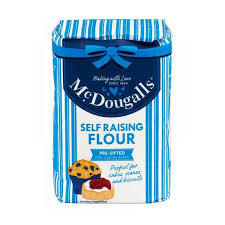 Baking with Love
SINCE 1864
McDougalls
SELF RAISING
FLOUR
PRE-SIFTED
Perfect for
cakes, scones
and biscuits